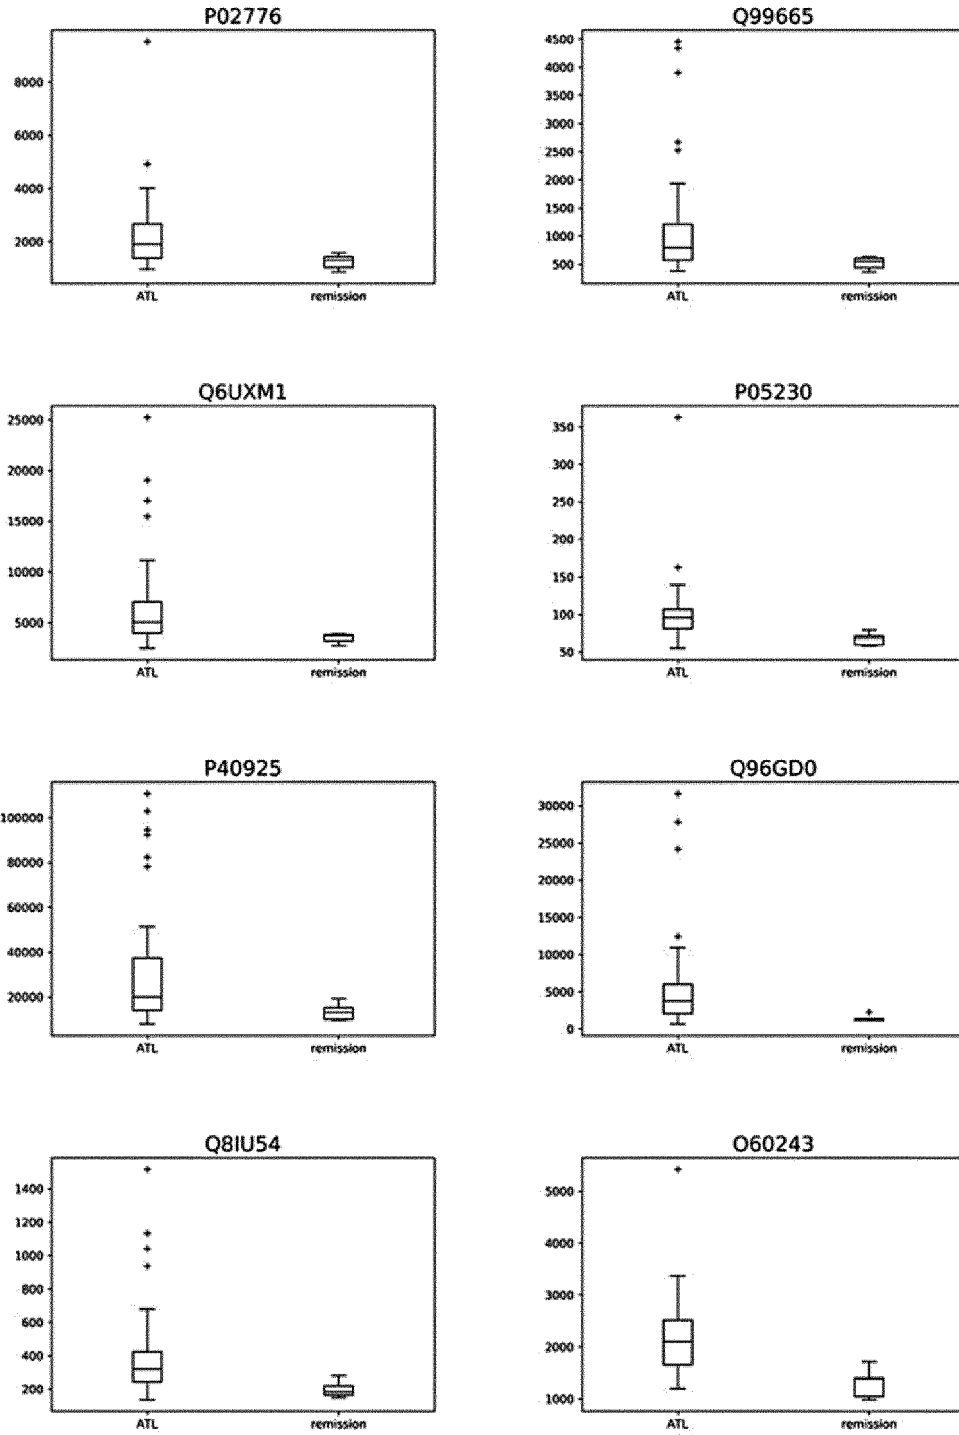 P02776
8000
6000
4000
2000
ATL
remission
Q99665
4500
4000
3500
3000
2500
2000
1500
1000
500
ATL
remission
Q6UXM1
25000
20000
15000
10000
5000
ATL
remission
P05230
350
300
250
200
150
100
50
ATL
remission
P40925
100000
80000
60000
40000
20000
ATL
remission
Q96GD0
30000
25000
20000
15000
10000
5000
0
ATL
remission
Q8IU54
1400
1200
1000
800
600
400
200
ATL
remission
O60243
5000
4000
3000
2000
1000
ATL
remission